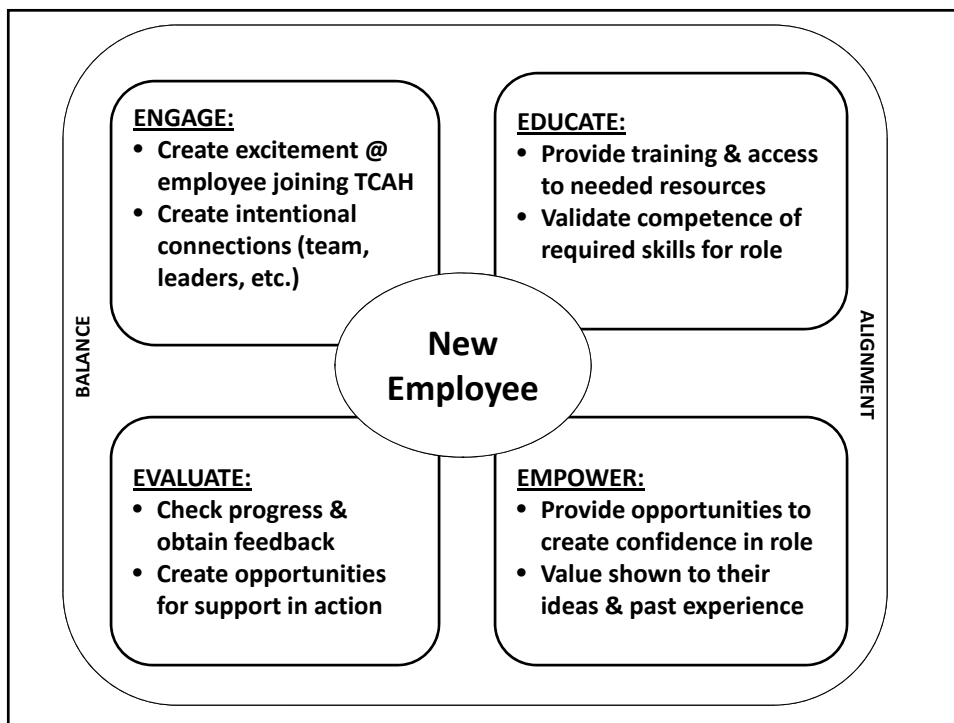 ENGAGE:
• Create excitement @
employee joining TCAH
• Create intentional
connections (team,
leaders, etc.)
EDUCATE:
• Provide training & access
to needed resources
• Validate competence of
required skills for role
BALANCE
New
Employee
ALIGNMENT
EVALUATE:
• Check progress &
obtain feedback
• Create opportunities
for support in action
EMPOWER:
• Provide opportunities to
create confidence in role
• Value shown to their
ideas & past experience